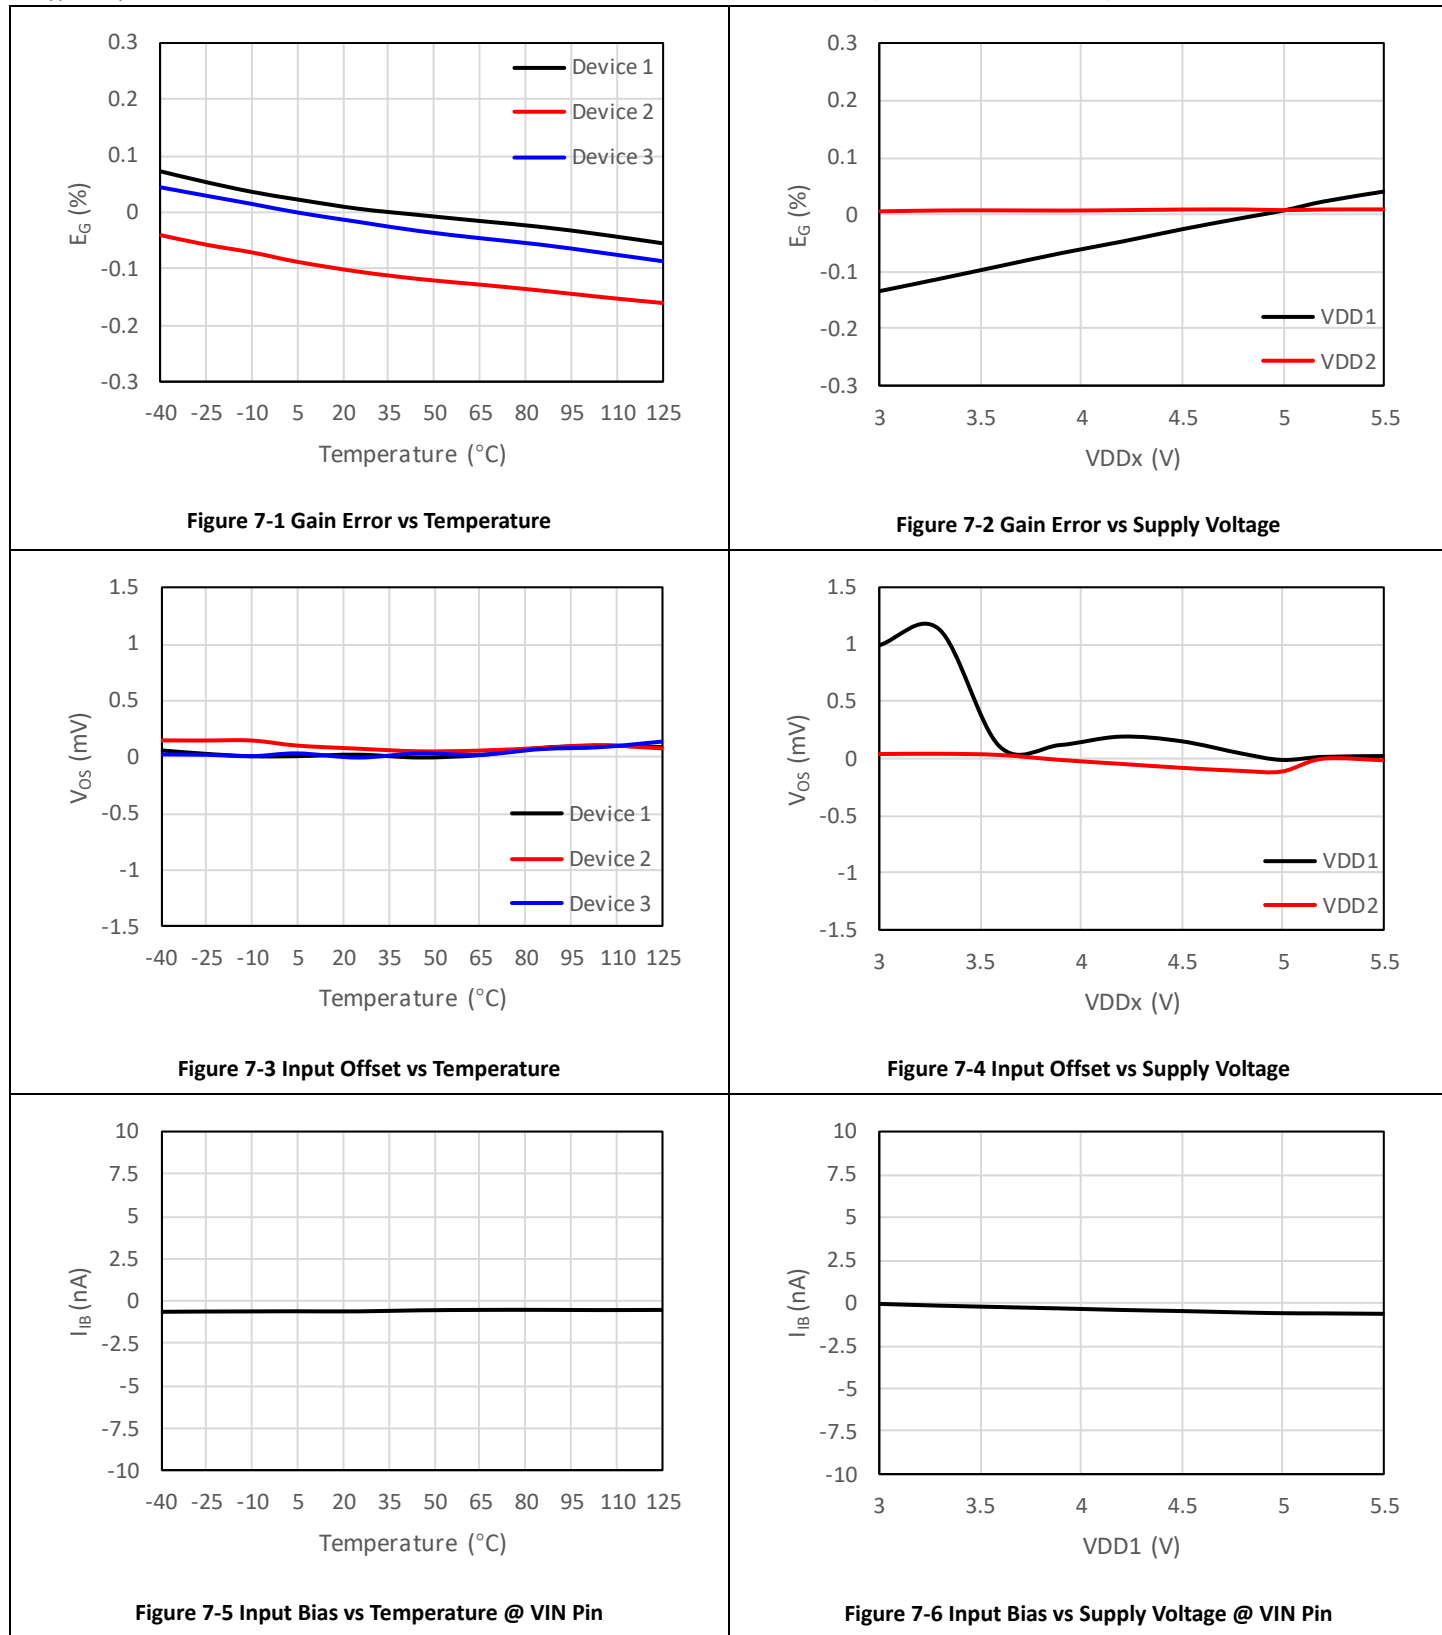 0.3
0.2
0.1
0
-0.1
-0.2
-0.3
EG (%)
Device 1
Device 2
Device 3
-40 -25 -10 5 20 35 50 65 80 95 110 125
Temperature (°C)
Figure 7-1 Gain Error vs Temperature
0.3
0.2
0.1
0
-0.1
-0.2
-0.3
EG (%)
VDD1
VDD2
3 3.5 4 4.5 5 5.5
VDDx (V)
Figure 7-2 Gain Error vs Supply Voltage
1.5
1
0.5
0
-0.5
-1
-1.5
VOS (mV)
Device 1
Device 2
Device 3
-40 -25 -10 5 20 35 50 65 80 95 110 125
Temperature (°C)
Figure 7-3 Input Offset vs Temperature
1.5
1
0.5
0
-0.5
-1
-1.5
VOS (mV)
VDD1
VDD2
3 3.5 4 4.5 5 5.5
VDDx (V)
Figure 7-4 Input Offset vs Supply Voltage
10
7.5
5
2.5
0
-2.5
-5
-7.5
-10
IIB (nA)
-40 -25 -10 5 20 35 50 65 80 95 110 125
Temperature (°C)
Figure 7-5 Input Bias vs Temperature @ VIN Pin
10
7.5
5
2.5
0
-2.5
-5
-7.5
-10
IIB (nA)
3 3.5 4 4.5 5 5.5
VDD1 (V)
Figure 7-6 Input Bias vs Supply Voltage @ VIN Pin